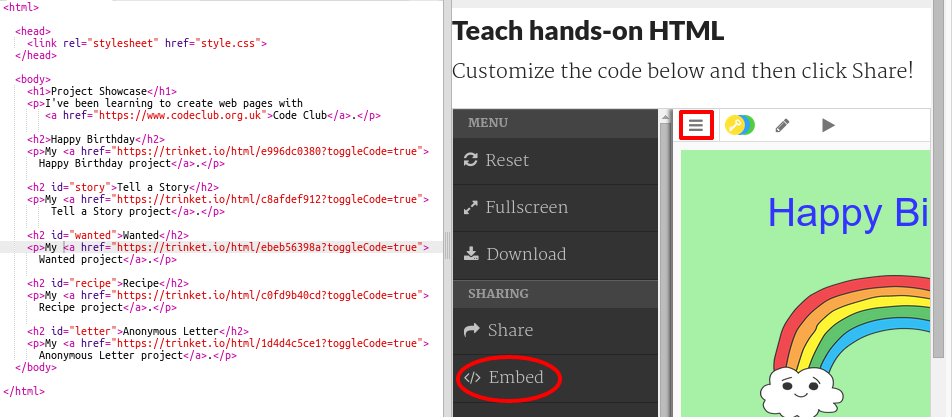 <html>
<head>
<link rel="stylesheet" href="style.css">
</head>
<body>
<h1>Project Showcase</h1>
<p>I've been learning to create web pages with
<a href="https://www.codeclub.org.uk">Code Club</a>.</p>
<h2>Happy Birthday</h2>
<p>My <a href="https://trinket.io/html/e996dc0380?toggleCode=true">
Happy Birthday project</a>.</p>
<h2 id="story">Tell a Story</h2>
<p>My <a href="https://trinket.io/html/c8afdef912?toggleCode=true">
Tell a Story project</a>.</p>
<h2 id="wanted">Wanted</h2>
<p>My <a href="https://trinket.io/html/ebeb56398a?toggleCode=true">
Wanted project</a>.</p>
<h2 id="recipe">Recipe</h2>
<p>My <a href="https://trinket.io/html/c0fd9b40cd?toggleCode=true">
Recipe project</a>.</p>
<h2 id="letter">Anonymous Letter</h2>
<p>My <a href="https://trinket.io/html/1d4d4c5ce1?toggleCode=true">
Anonymous Letter project</a>.</p>
</body>
</html>
Teach hands-on HTML
Customize the code below and then click Share!
MENU
Reset
Fullscreen
Download
SHARING
Share
</> Embed
Happy Bi